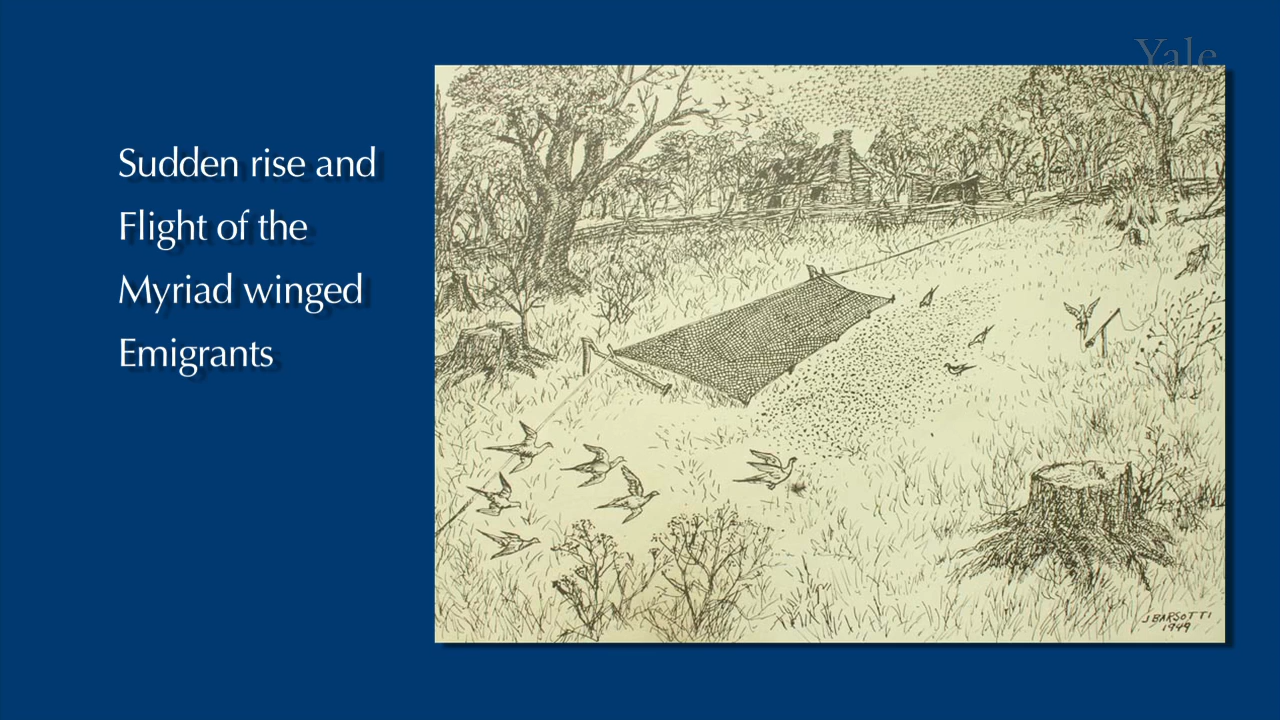 Yale
Sudden rise and
Flight of the
Myriad winged
Emigrants
J BARSOTTI
1949